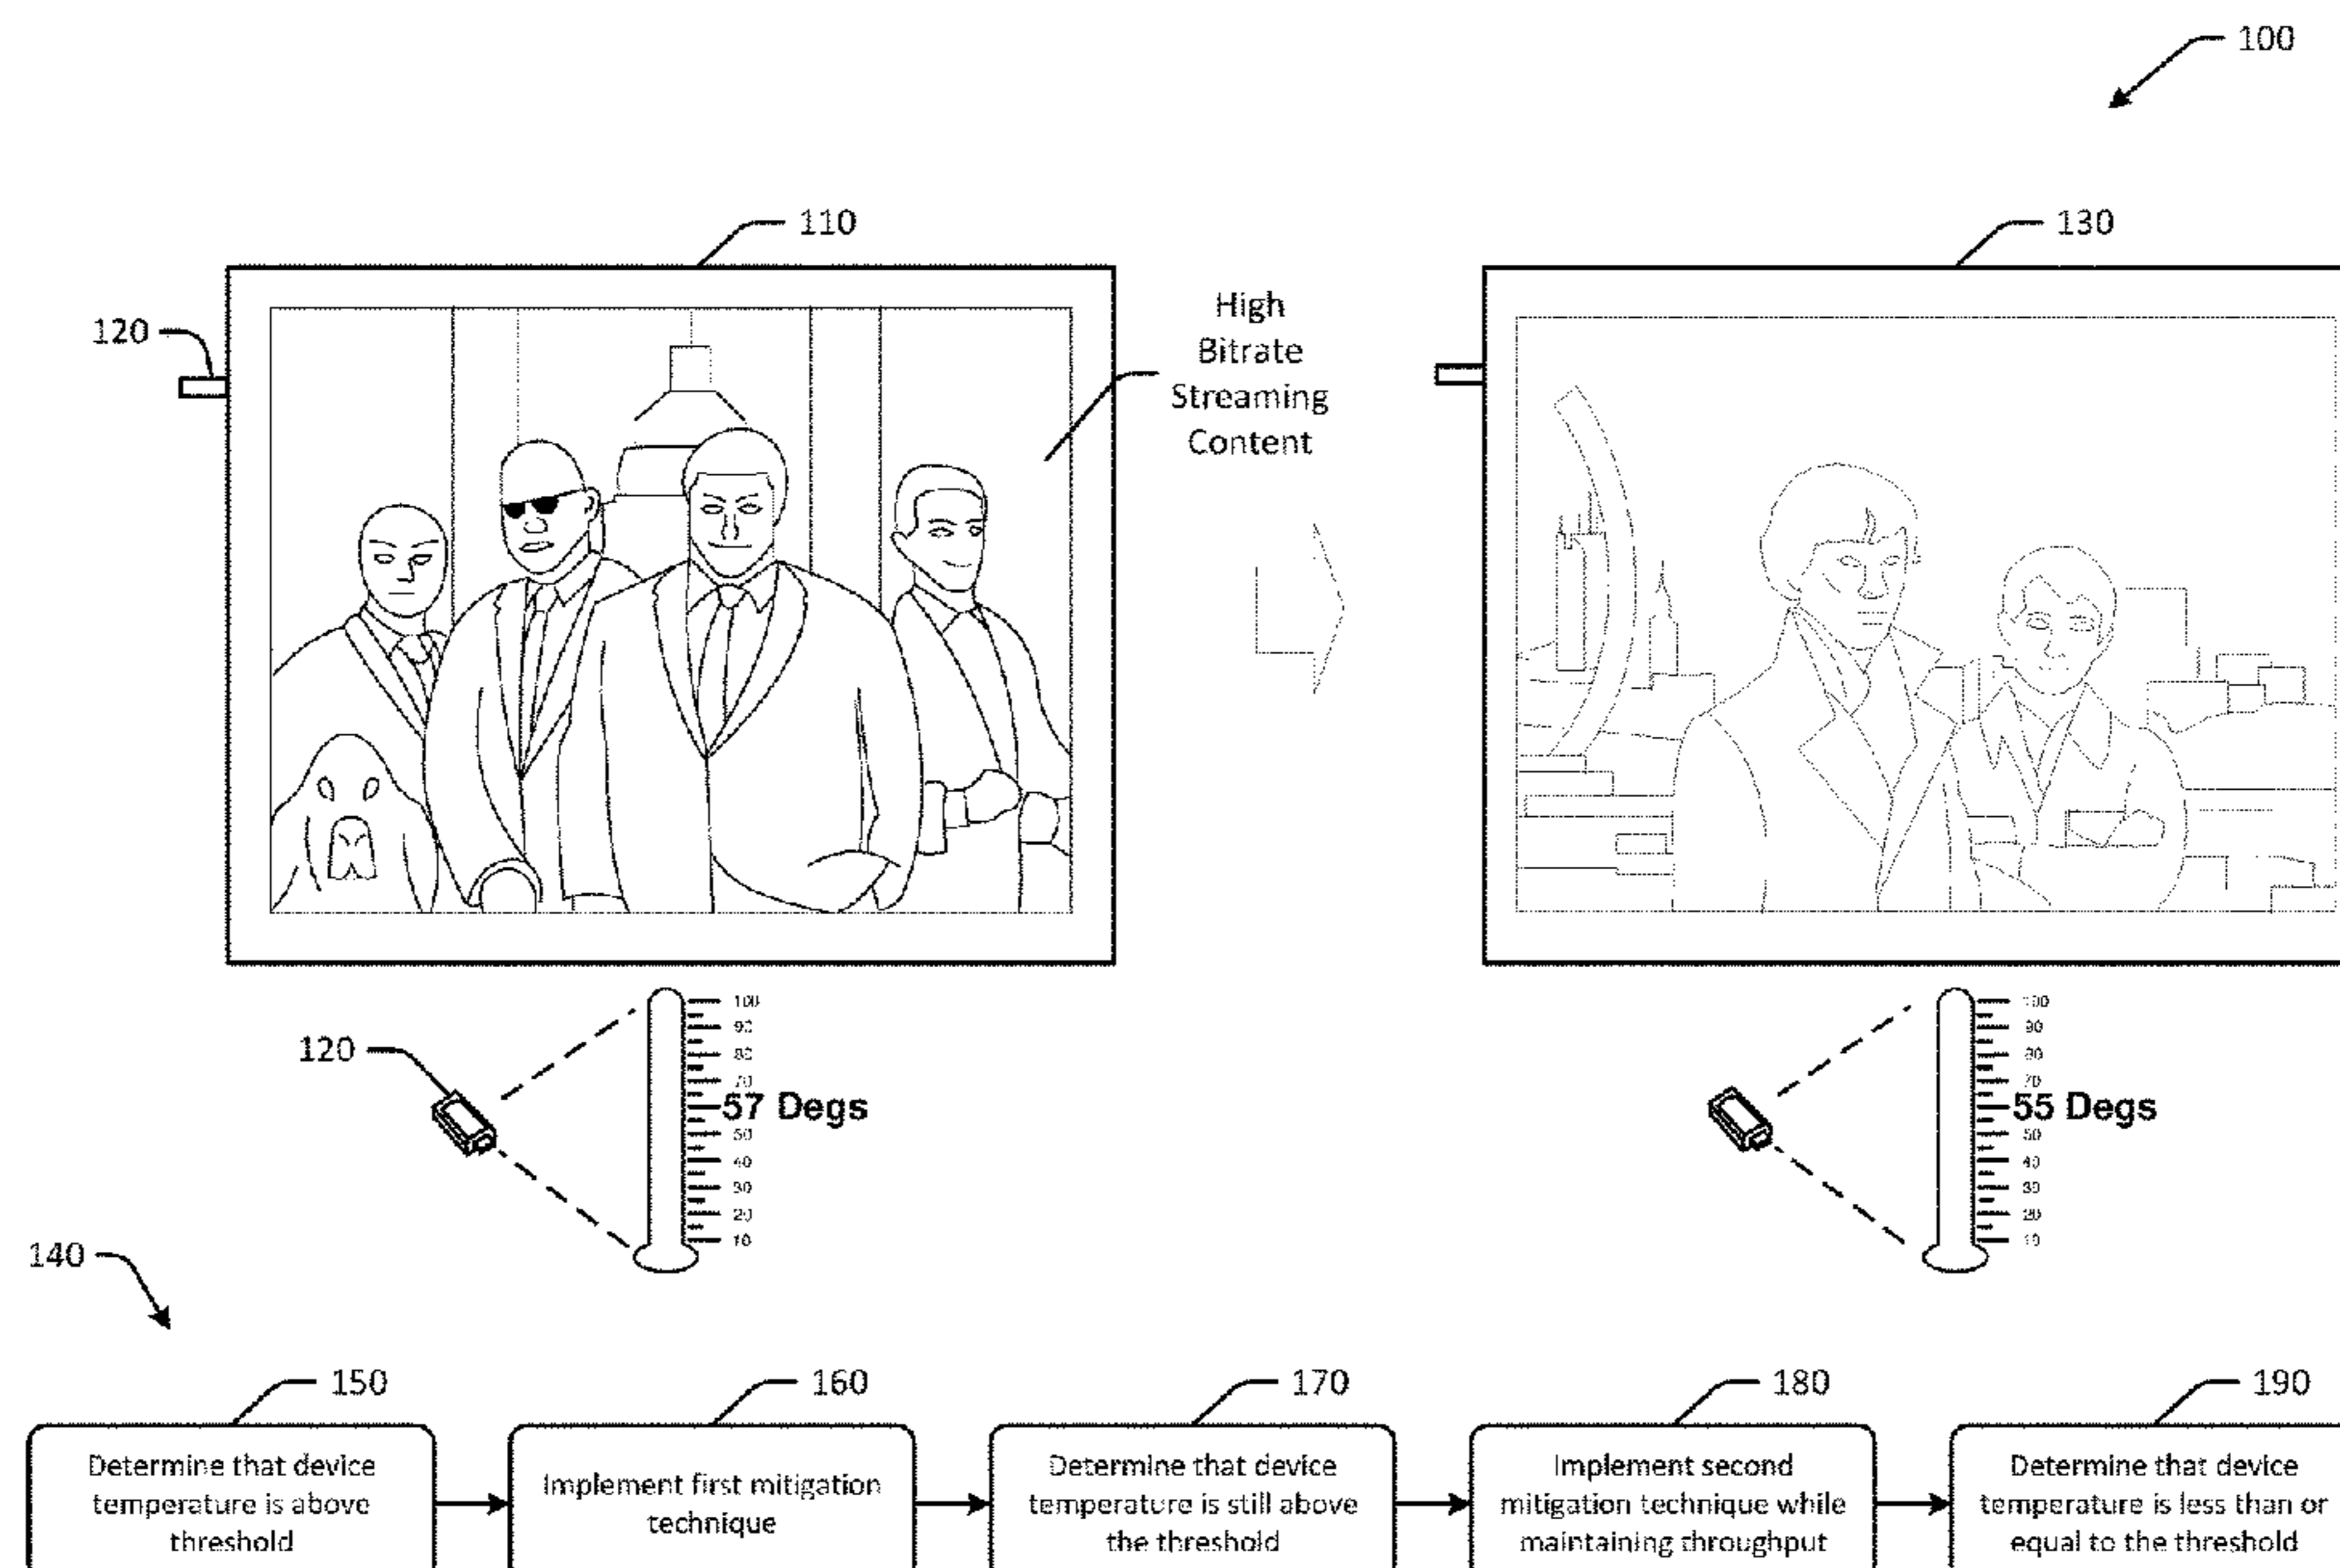 100
110
130
120
High
Bitrate
Streaming
Content
120
100
90
80
70
57 Degs
50
40
30
20
10
100
90
80
70
55 Degs
50
40
30
20
10
140
150
160
170
180
190
Determine that device
temperature is above
threshold
Implement first mitigation
technique
Determine that device
temperature is still above
the threshold
Implement second
mitigation technique while
maintaining throughput
Determine that device
temperature is less than or
equal to the threshold